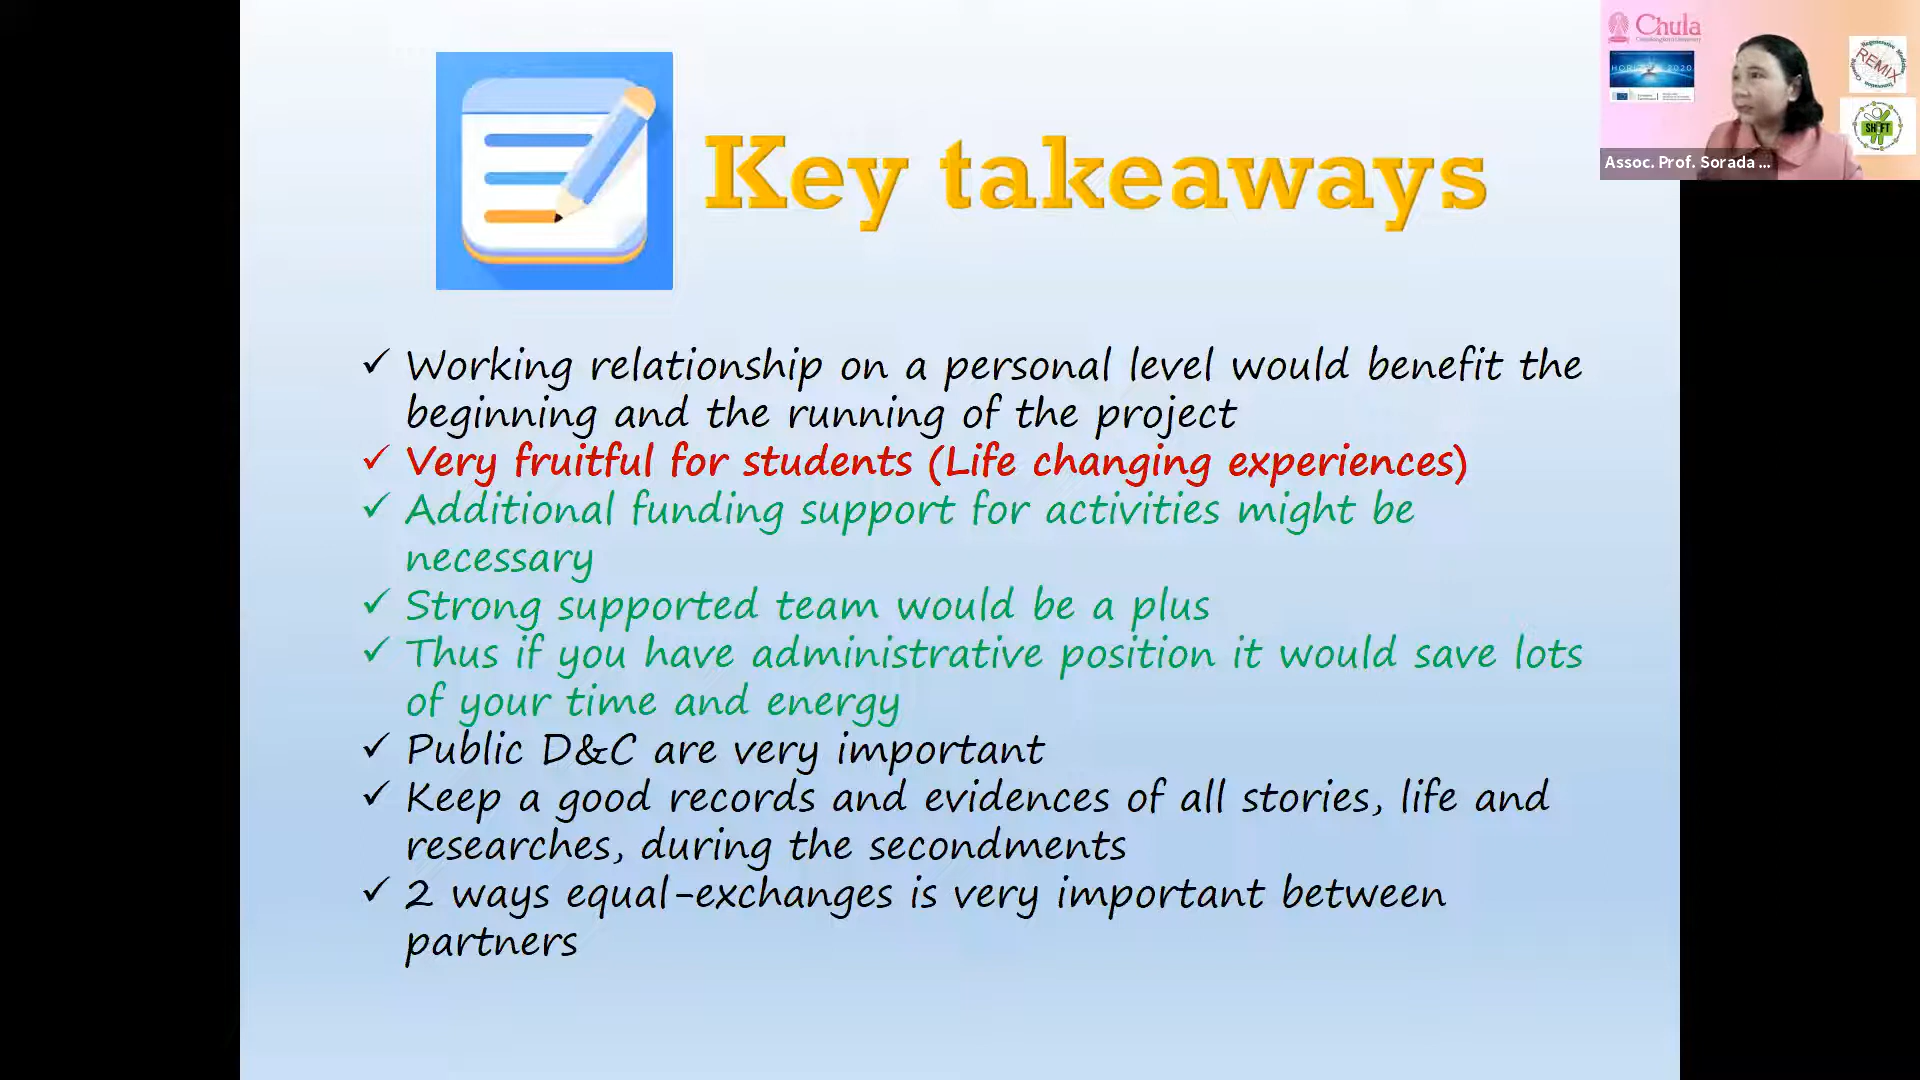 Key takeaways
Chula
HORIZON 2020
REMIX
SHIFT
Assoc. Prof. Sorada ...
✓ Working relationship on a personal level would benefit the
beginning and the running of the project
✓ Very fruitful for students (Life changing experiences)
✓ Additional funding support for activities might be
necessary
✓ Strong supported team would be a plus
✓ Thus if you have administrative position it would save lots
of your time and energy
✓ Public D&C are very important
✓ Keep a good records and evidences of all stories, life and
researches, during the secondments
✓ 2 ways equal-exchanges is very important between
partners